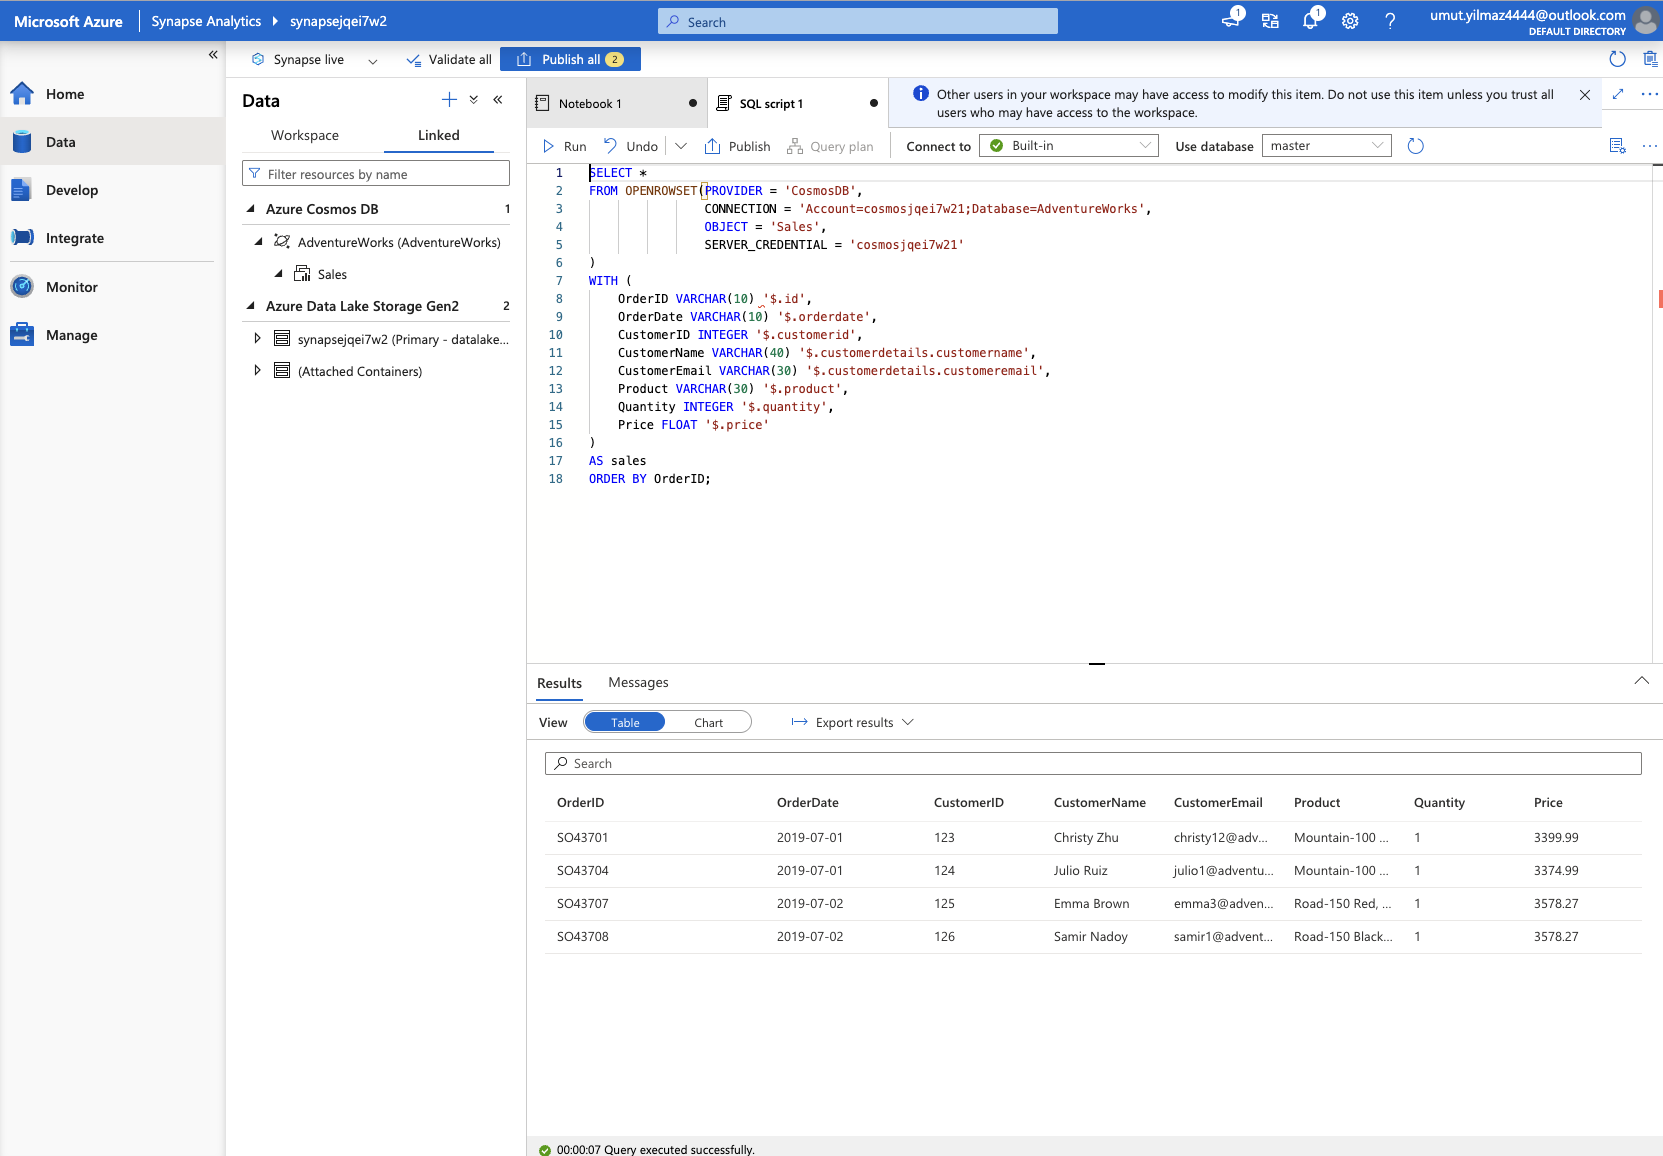 Microsoft Azure
Synapse Analytics
synapsejqei7w2
Search
1
1
umut.yilmaz4444@outlook.com
DEFAULT DIRECTORY
Home
Data
Develop
Integrate
Monitor
Manage
Synapse live
Validate all
Publish all 2
Data
Workspace
Linked
Filter resources by name
Azure Cosmos DB 1
AdventureWorks (AdventureWorks)
Sales
Azure Data Lake Storage Gen2 2
synapsejqei7w2 (Primary - datalake...
(Attached Containers)
Notebook 1
SQL script 1
Other users in your workspace may have access to modify this item. Do not use this item unless you trust all
users who may have access to the workspace.
Run
Undo
Publish
Query plan
Connect to
Built-in
Use database
master
1 SELECT *
2 FROM OPENROWSET(PROVIDER = 'CosmosDB',
3 CONNECTION = 'Account=cosmosjqei7w21;Database=AdventureWorks',
4 OBJECT = 'Sales',
5 SERVER_CREDENTIAL = 'cosmosjqei7w21'
6 )
7 WITH (
8 OrderID VARCHAR(10) '$.id',
9 OrderDate VARCHAR(10) '$.orderdate',
10 CustomerID INTEGER '$.customerid',
11 CustomerName VARCHAR(40) '$.customerdetails.customername',
12 CustomerEmail VARCHAR(30) '$.customerdetails.customeremail',
13 Product VARCHAR(30) '$.product',
14 Quantity INTEGER '$.quantity',
15 Price FLOAT '$.price'
16 )
17 AS sales
18 ORDER BY OrderID;
Results
Messages
View
Table
Chart
Export results
Search
OrderID OrderDate CustomerID CustomerName CustomerEmail Product Quantity Price
SO43701 2019-07-01 123 Christy Zhu christy12@adv... Mountain-100 ... 1 3399.99
SO43704 2019-07-01 124 Julio Ruiz julio1@adventu... Mountain-100 ... 1 3374.99
SO43707 2019-07-02 125 Emma Brown emma3@adven... Road-150 Red, ... 1 3578.27
SO43708 2019-07-02 126 Samir Nadoy samir1@advent... Road-150 Black... 1 3578.27
00:00:07 Query executed successfully.